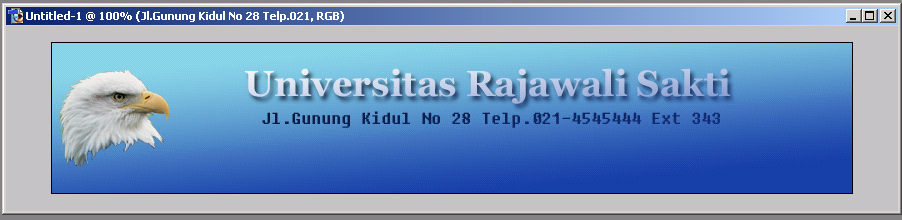 Untitled-1 @ 100% (Jl.Gunung Kidul No 28 Telp.021, RGB)
Universitas Rajawali Sakti
Jl.Gunung Kidul No 28 Telp.021-4545444 Ext 343